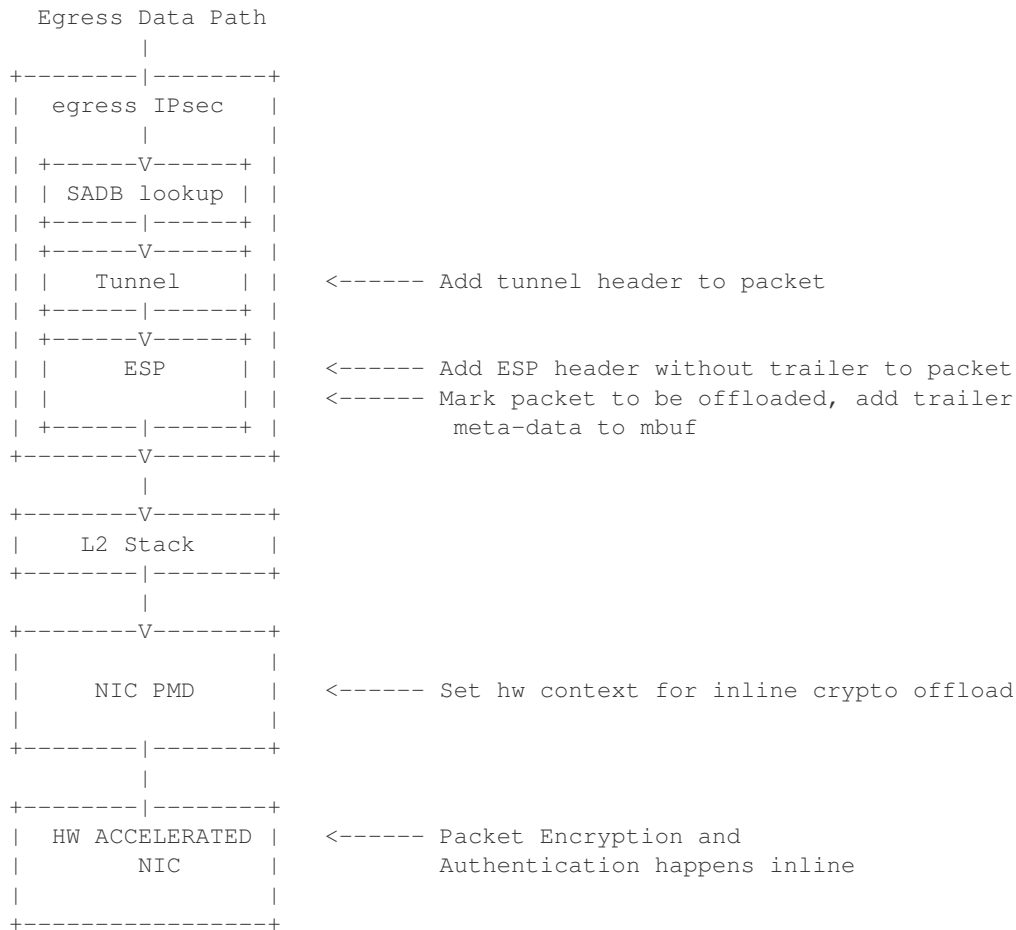 Egress Data Path
egress IPsec
SADB lookup
Tunnel <------ Add tunnel header to packet
ESP <------ Add ESP header without trailer to packet
<------ Mark packet to be offloaded, add trailer
meta-data to mbuf
L2 Stack
NIC PMD <------ Set hw context for inline crypto offload
HW ACCELERATED <------ Packet Encryption and
NIC Authentication happens inline